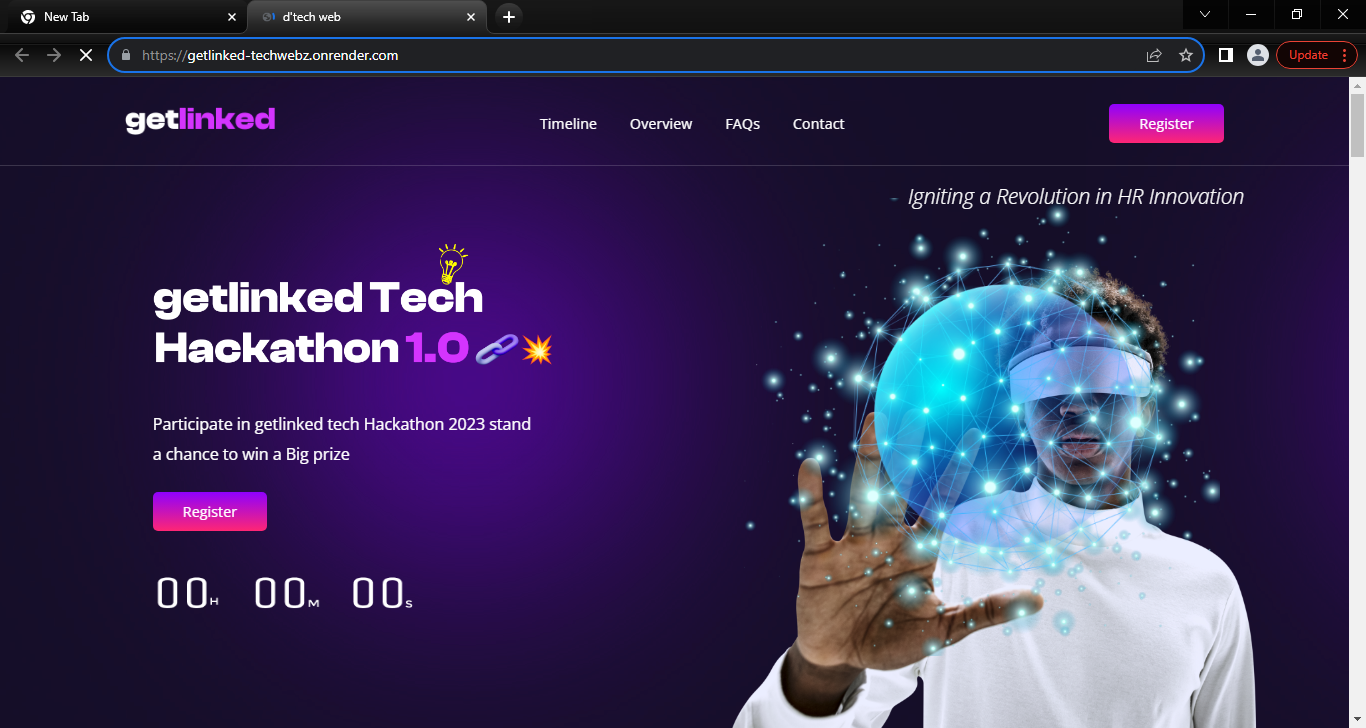 New Tab
d'tech web
https://getlinked-techwebz.onrender.com
Update
getlinked
Timeline
Overview
FAQs
Contact
Register
Igniting a Revolution in HR Innovation
getlinked Tech
Hackathon 1.0 🔗💥
Participate in getlinked tech Hackathon 2023 stand
a chance to win a Big prize
Register
00H 00M 00S